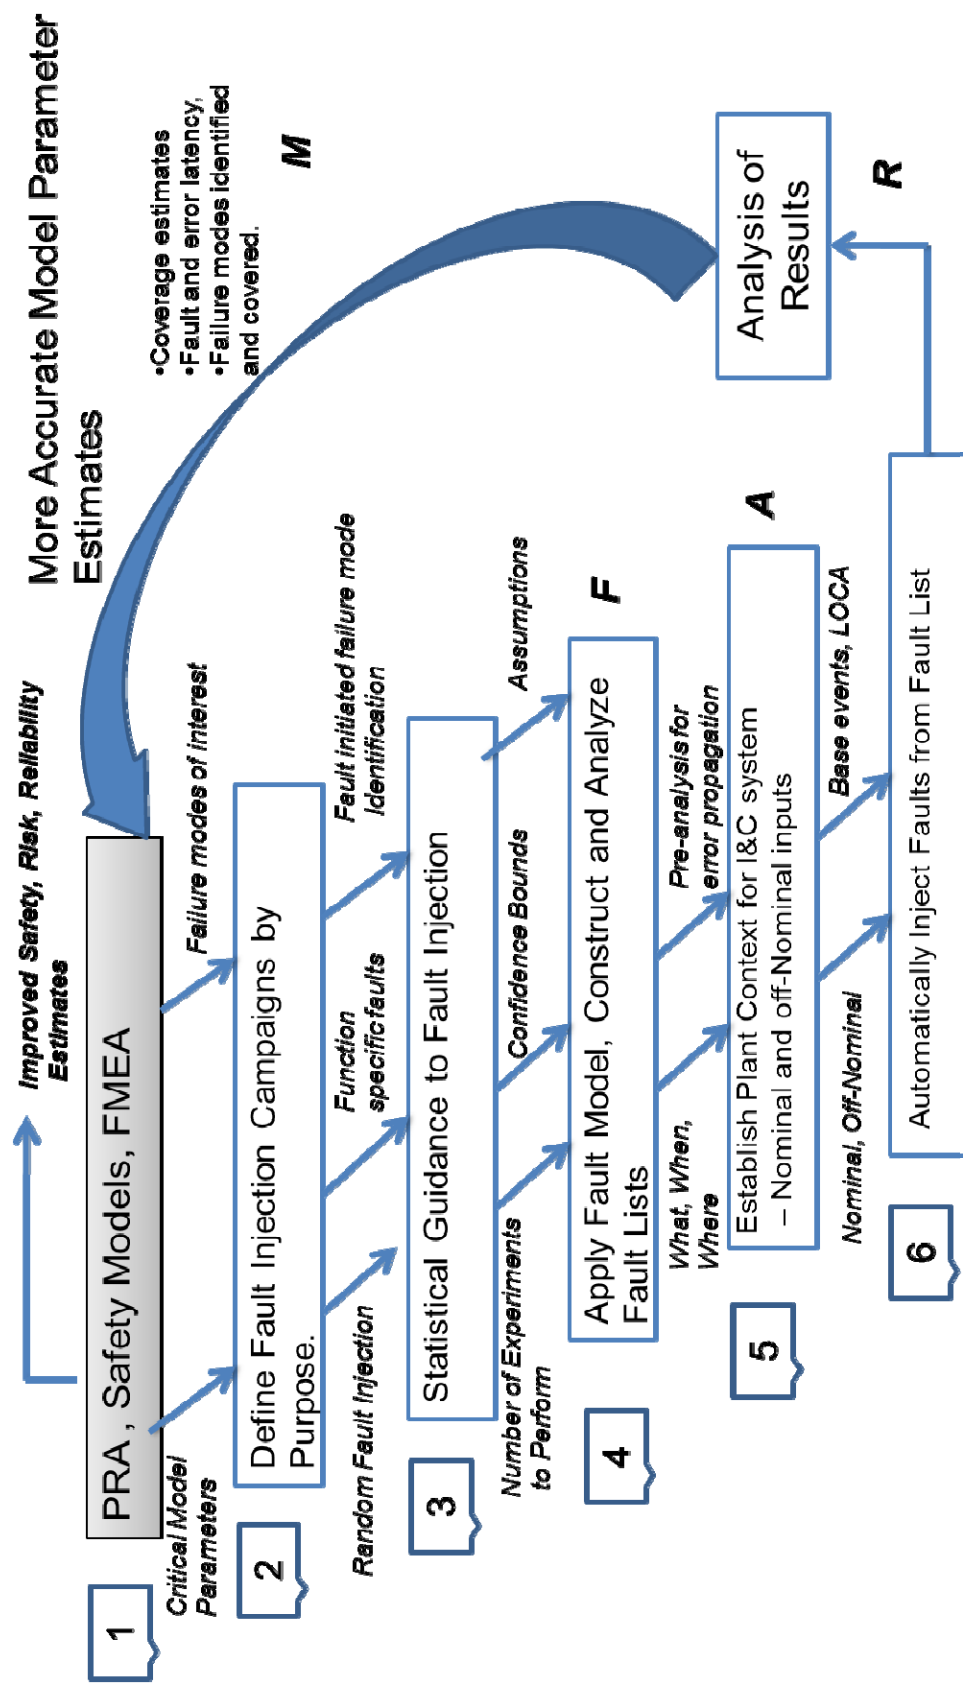 More Accurate Model Parameter
Estimates
Improved Safety, Risk, Reliability
Estimates
•Coverage estimates
•Fault and error latency,
•Failure modes identified
and covered.
M
1
PRA , Safety Models, FMEA
Critical Model
Parameters
Failure modes of interest
2
Define Fault Injection Campaigns by
Purpose.
Random Fault Injection
Function
specific faults
Fault initiated failure mode
Identification
3
Statistical Guidance to Fault Injection
Number of Experiments
to Perform
Confidence Bounds
Assumptions
4
Apply Fault Model, Construct and Analyze
Fault Lists
F
What, When,
Where
Pre-analysis for
error propagation
5
Establish Plant Context for I&C system
– Nominal and off-Nominal inputs
A
Nominal, Off-Nominal
Base events, LOCA
6
Automatically Inject Faults from Fault List
Analysis of
Results
R